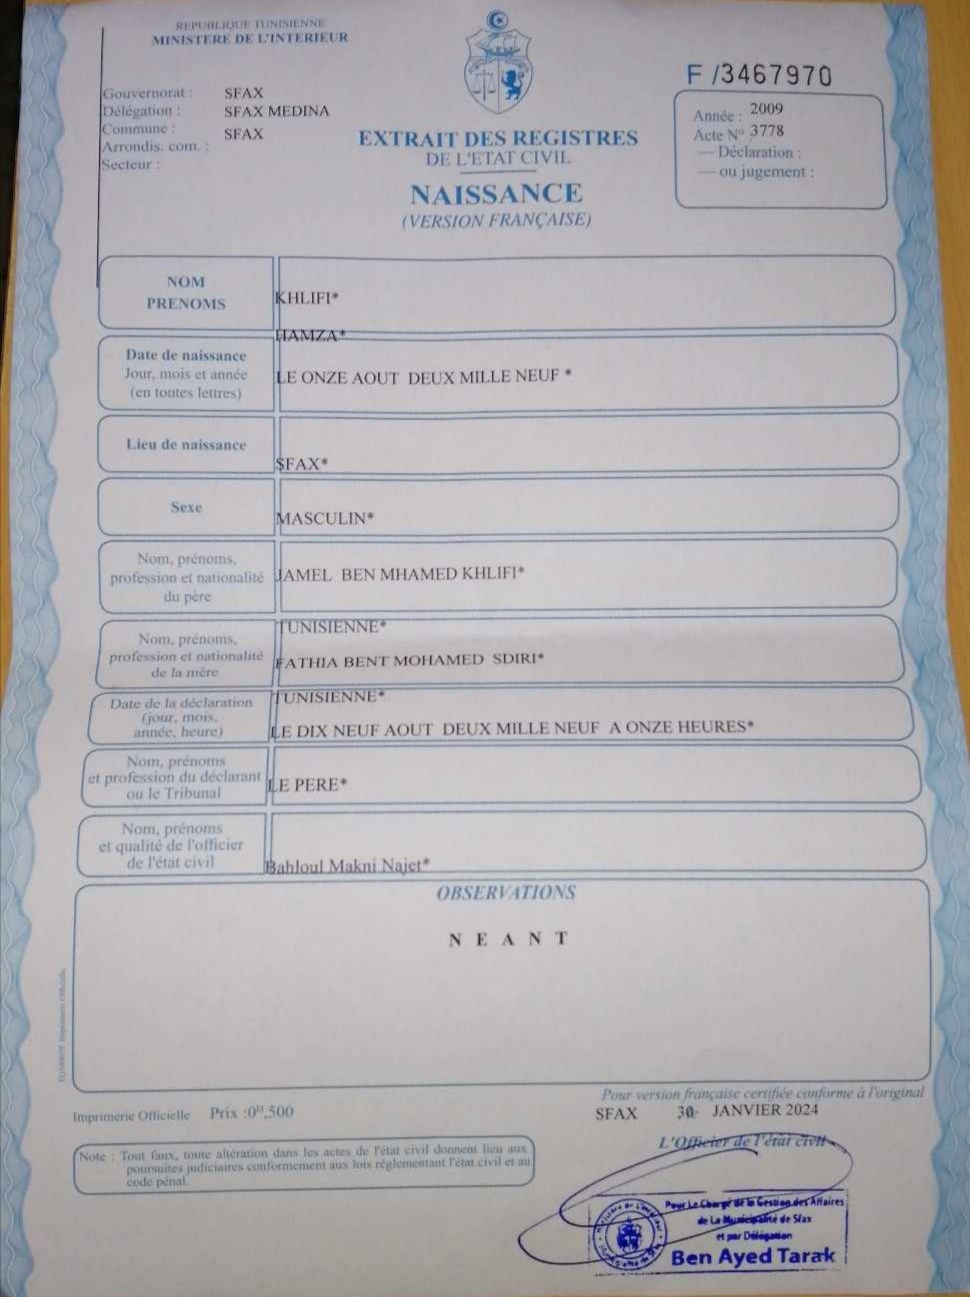 REPUBLIQUE TUNISIENNE
MINISTERE DE L'INTERIEUR
Gouvernorat : SFAX
Délégation : SFAX MEDINA
Commune : SFAX
Arrondis. com. :
Secteur :
EXTRAIT DES REGISTRES
DE L'ETAT CIVIL
NAISSANCE
(VERSION FRANÇAISE)
F /3467970
Année : 2009
Acte N° 3778
— Déclaration :
— ou jugement :
NOM
PRENOMS
KHLIFI*
HAMZA*
Date de naissance
Jour, mois et année
(en toutes lettres)
LE ONZE AOUT DEUX MILLE NEUF *
Lieu de naissance
SFAX*
Sexe
MASCULIN*
Nom, prénoms,
profession et nationalité
du père
JAMEL BEN MHAMED KHLIFI*
TUNISIENNE*
Nom, prénoms,
profession et nationalité
de la mère
FATHIA BENT MOHAMED SDIRI*
TUNISIENNE*
Date de la déclaration
(jour, mois,
année, heure)
LE DIX NEUF AOUT DEUX MILLE NEUF A ONZE HEURES*
Nom, prénoms
et profession du déclarant
ou le Tribunal
LE PERE*
Nom, prénoms
et qualité de l'officier
de l'état civil
Bahloul Makni Najet*
OBSERVATIONS
N E A N T
Imprimerie Officielle
Pour version française certifiée conforme à l'original
Imprimerie Officielle Prix :0ᴰ,500
SFAX 30 JANVIER 2024
L'Officier de l'état civil
Note : Tout faux, toute altération dans les actes de l'état civil donnent lieu aux
poursuites judiciaires conformement aux lois réglementant l'état civil et au
code pénal.
Pour Le Chargé de la Gestion des Affaires
de La Municipalité de Sfax
et par Délégation
Ben Ayed Tarak